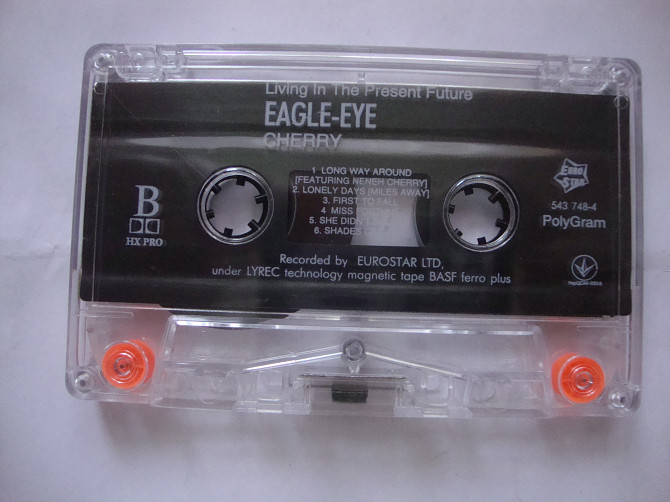 Living In The Present Future
EAGLE-EYE
CHERRY
1 LONG WAY AROUND
[FEATURING NENEH CHERRY]
2. LONELY DAYS [MILES AWAY]
3. FIRST TO FALL
4 MISS
5. SHE DIDN'T
6. SHADES
B
HX PRO
EURO
STAR
543 748-4
PolyGram
Recorded by EUROSTAR LTD,
under LYREC technology magnetic tape BASF ferro plus